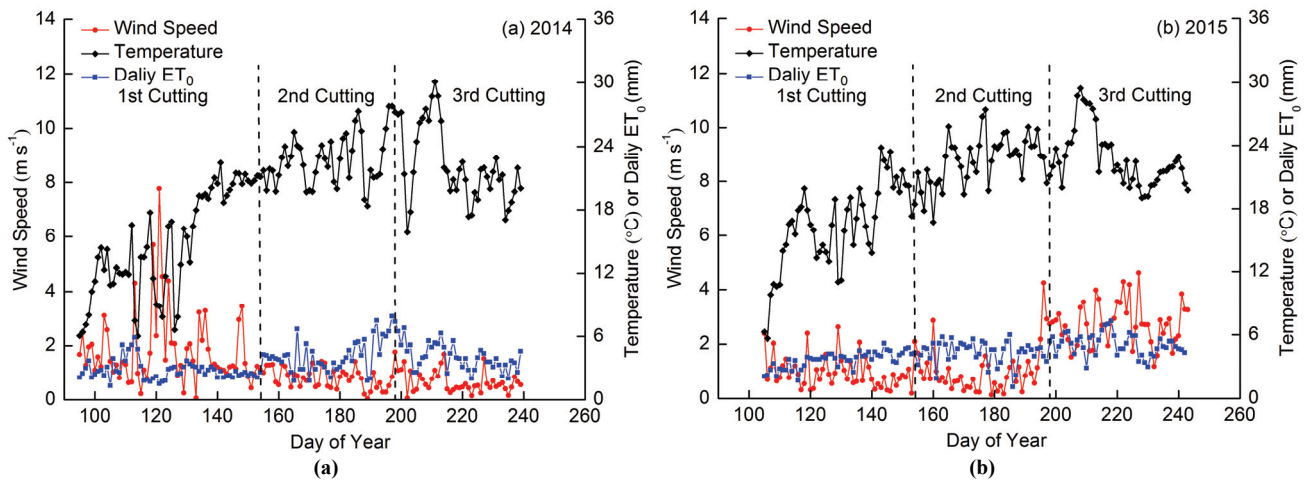 14
12
10
8
6
4
2
0
Wind Speed (m s-1)
Wind Speed
Temperature
Daliy ET0
(a) 2014
1st Cutting
2nd Cutting
3rd Cutting
36
30
24
18
12
6
0
Temperature (°C) or Daliy ET0 (mm)
100 120 140 160 180 200 220 240 260
Day of Year
(a)
14
12
10
8
6
4
2
0
Wind Speed (m s-1)
Wind Speed
Temperature
Daliy ET0
(b) 2015
1st Cutting
2nd Cutting
3rd Cutting
36
30
24
18
12
6
0
Temperature (°C) or Daliy ET0 (mm)
100 120 140 160 180 200 220 240 260
Day of Year
(b)